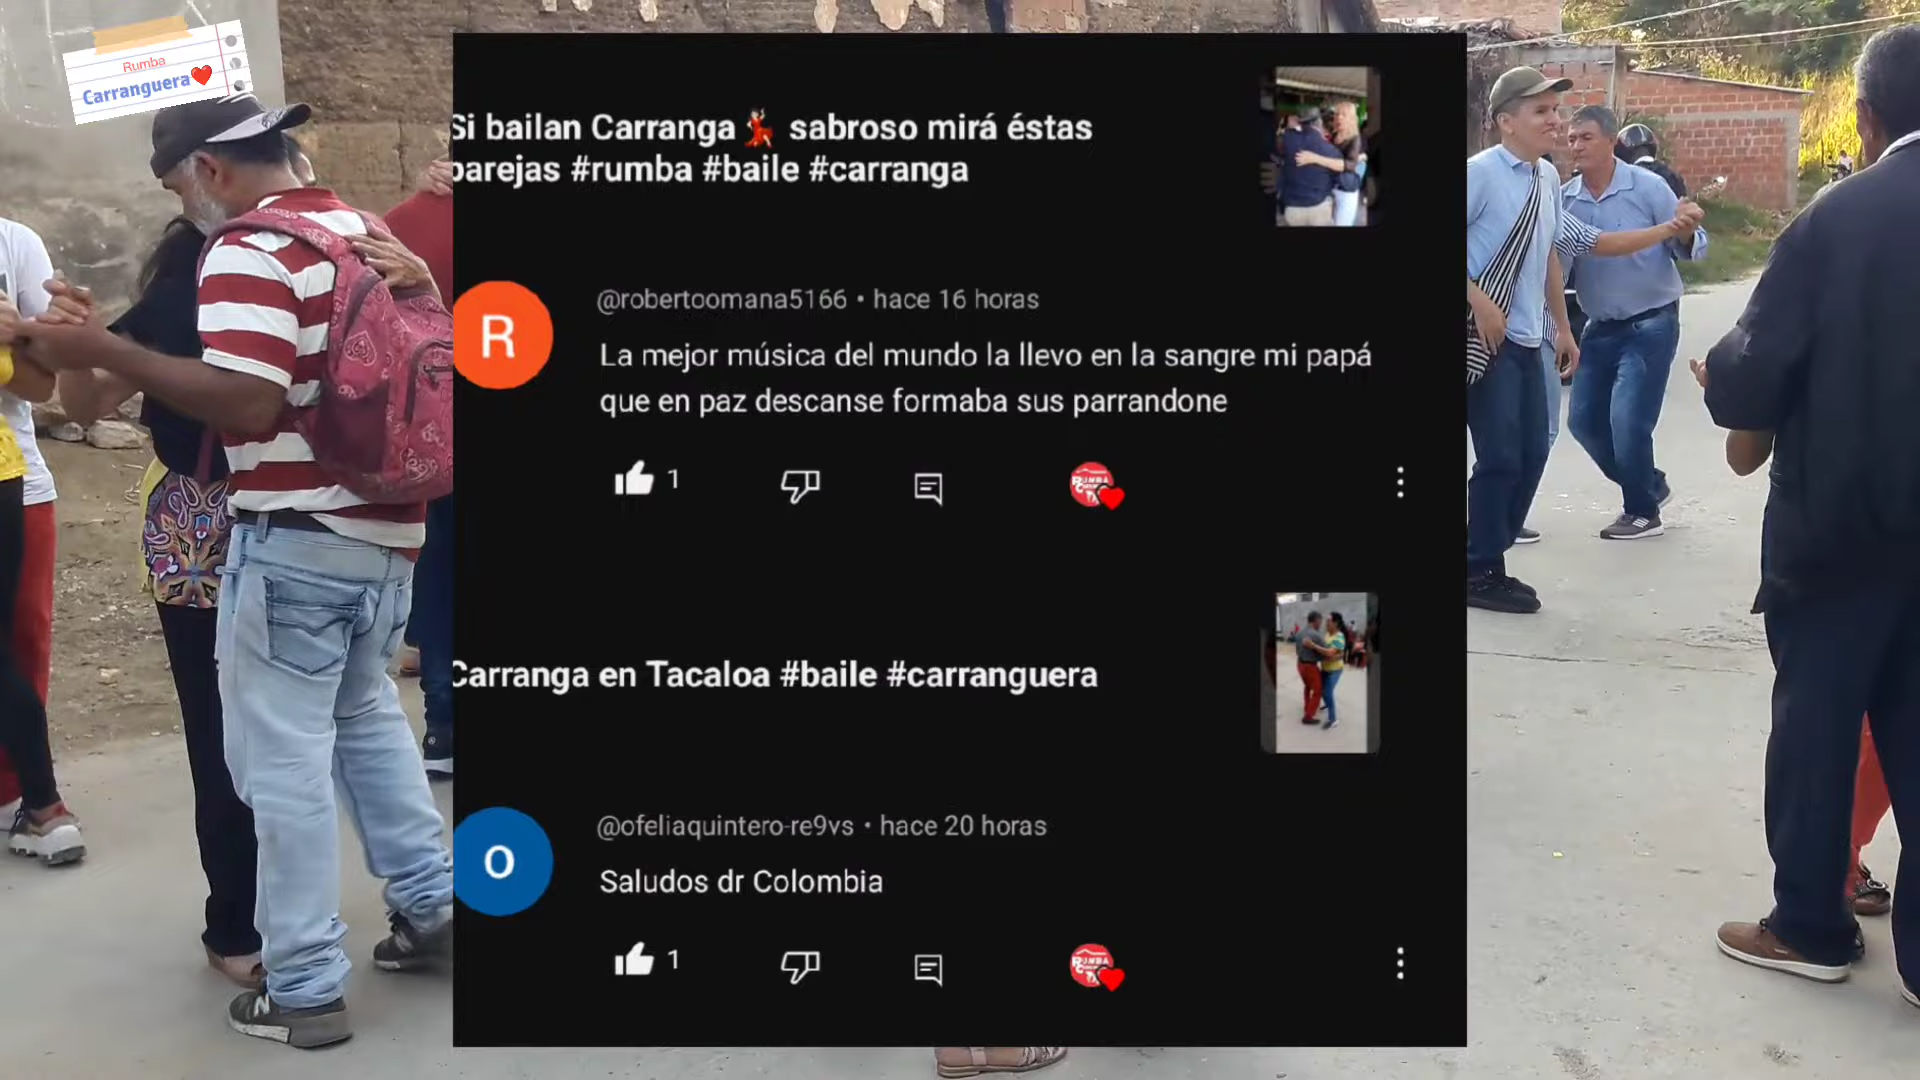 Rumba
Carranguera❤️
Si bailan Carranga💃 sabroso mirá éstas
parejas #rumba #baile #carranga
R
@robertoomana5166 • hace 16 horas
La mejor música del mundo la llevo en la sangre mi papá
que en paz descanse formaba sus parrandone
1
Carranga en Tacaloa #baile #carranguera
O
@ofeliaquintero-re9vs • hace 20 horas
Saludos dr Colombia
1